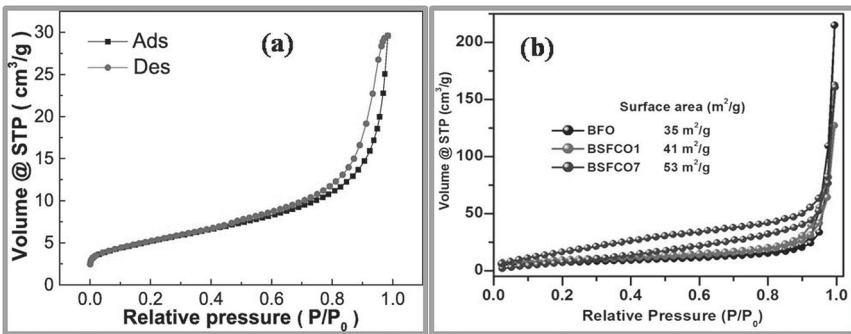 (a)
Ads
Des
Volume @ STP ( cm³/g )
30
25
20
15
10
5
0
0.0 0.2 0.4 0.6 0.8 1.0
Relative pressure ( P/P₀ )
(b)
Surface area (m²/g)
BFO 35 m²/g
BSFCO1 41 m²/g
BSFCO7 53 m²/g
Volume @ STP (cm³/g)
200
150
100
50
0
0.0 0.2 0.4 0.6 0.8 1.0
Relative Pressure (P/P₀)